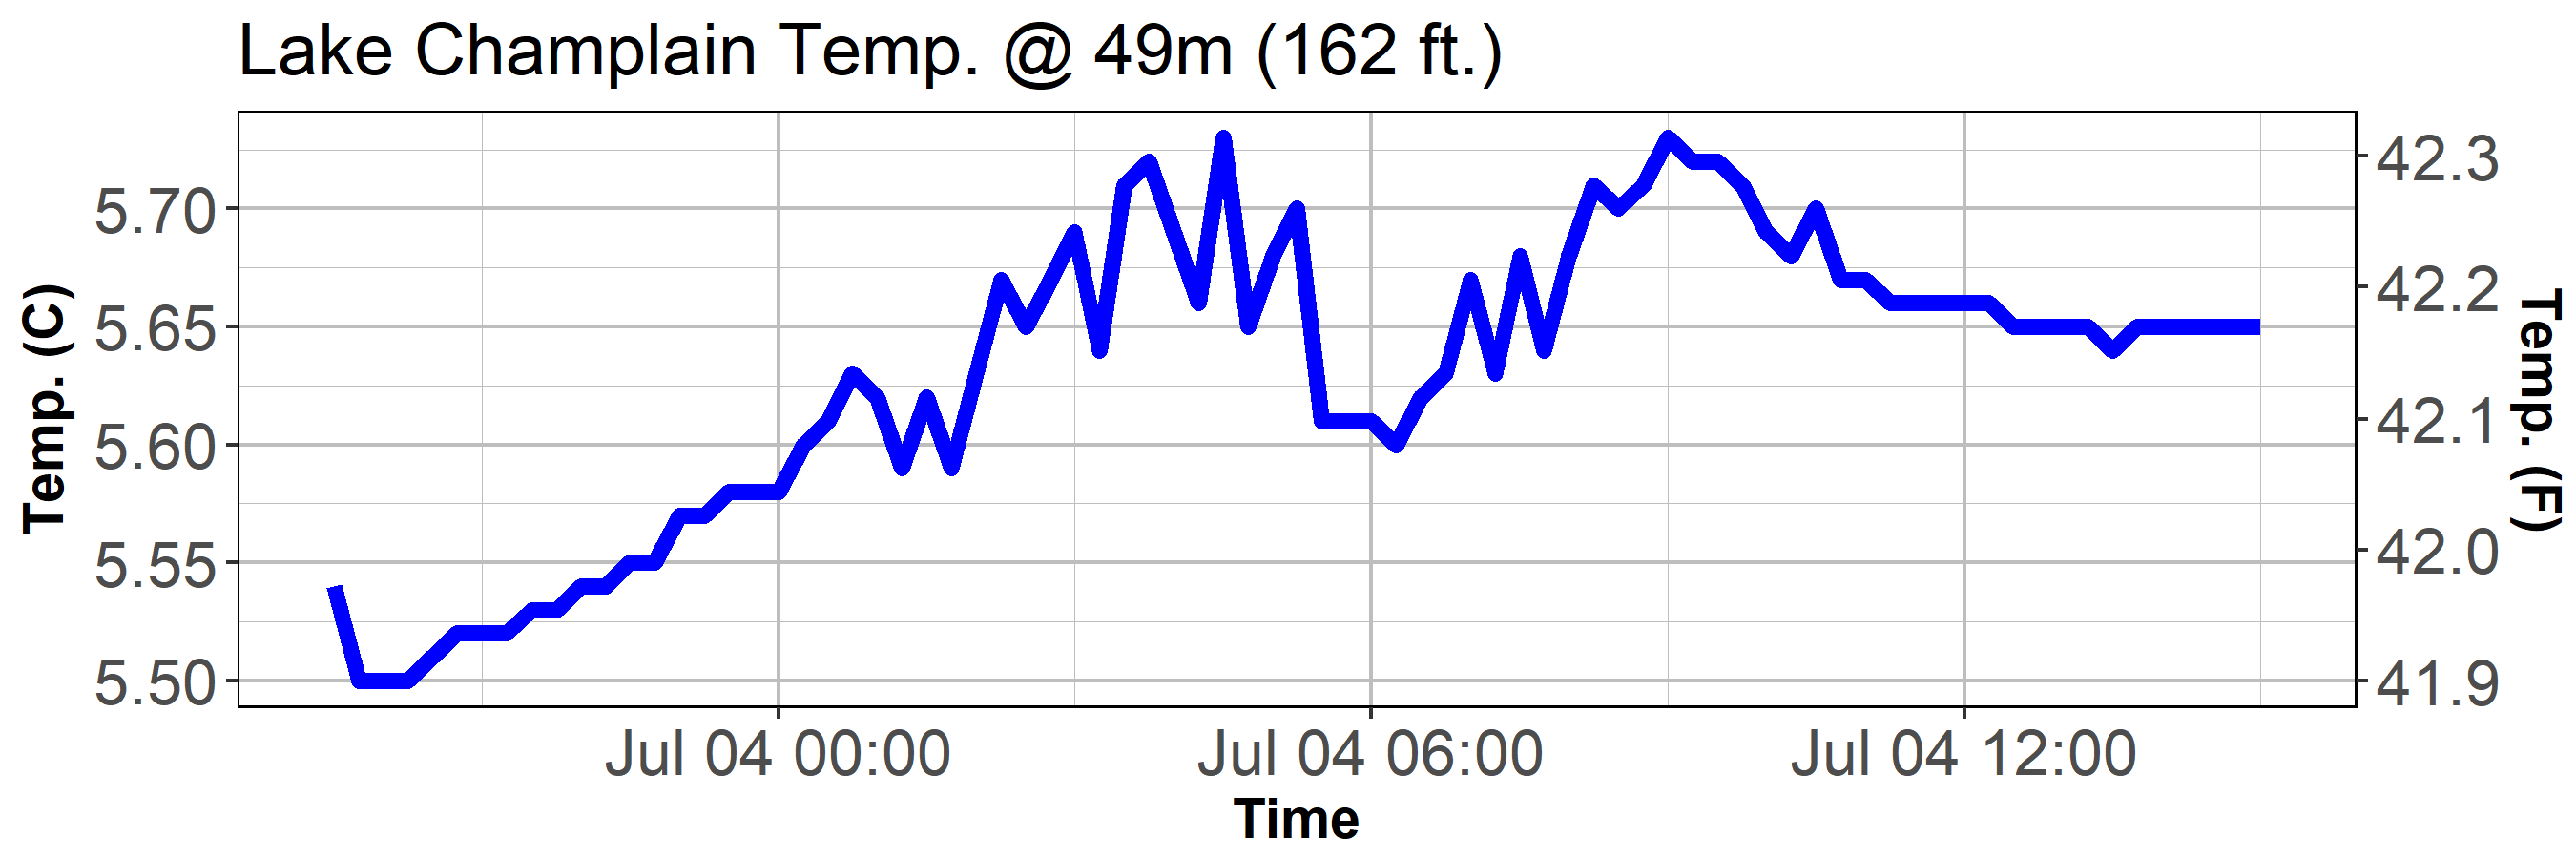 Lake Champlain Temp. @ 49m (162 ft.)
Temp. (C)
5.70
5.65
5.60
5.55
5.50
42.3
42.2
42.1
42.0
41.9
Temp. (F)
Jul 04 00:00
Jul 04 06:00
Jul 04 12:00
Time